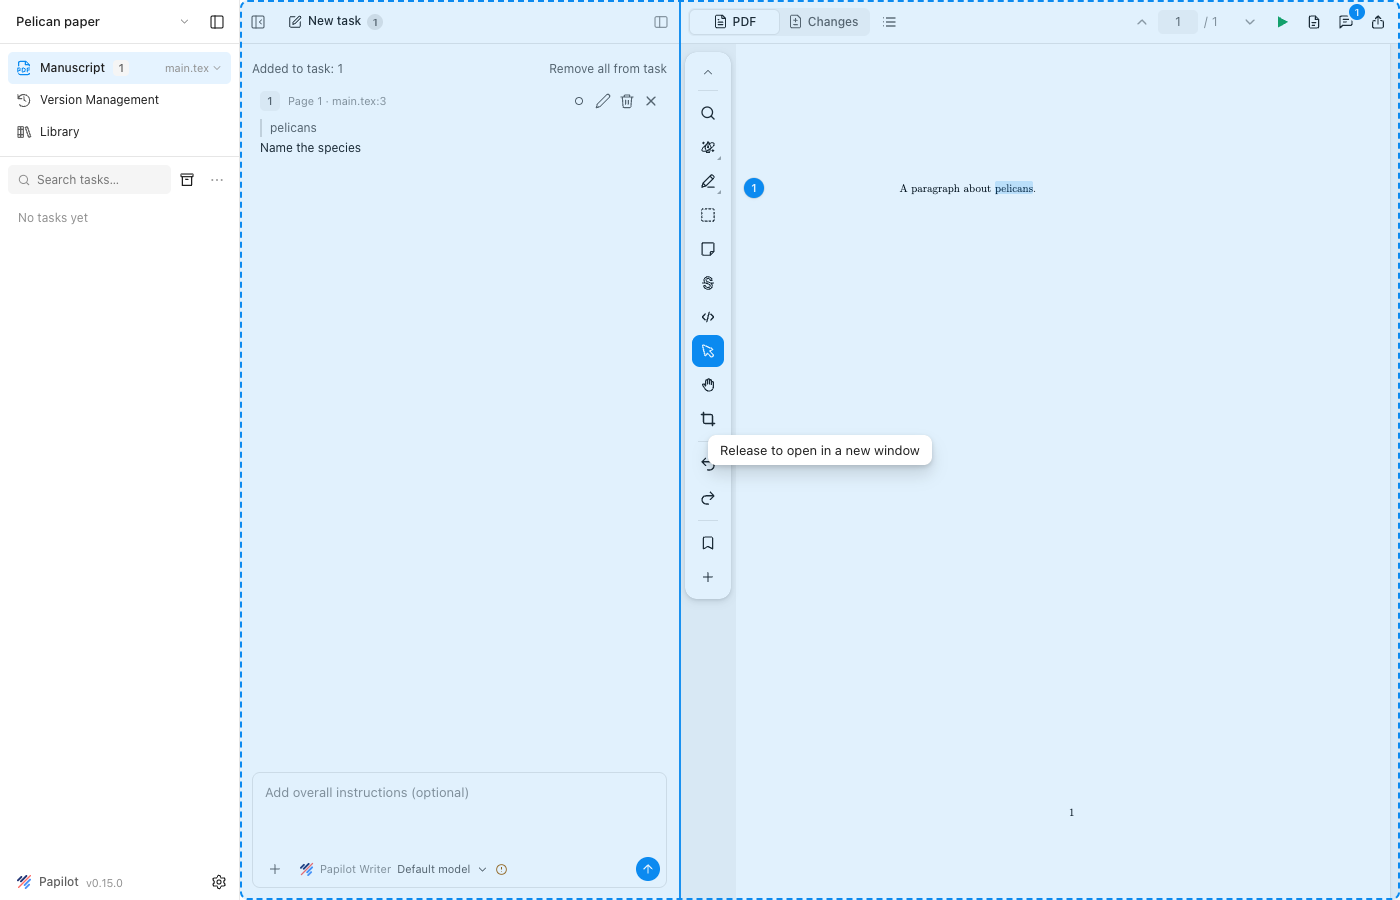 Pelican paper
Manuscript 1 main.tex
Version Management
Library
Search tasks...
No tasks yet
Papilot v0.15.0
New task 1
Added to task: 1 Remove all from task
1 Page 1 · main.tex:3
pelicans
Name the species
Add overall instructions (optional)
Papilot Writer Default model
PDF Changes 1 / 1 1
1 A paragraph about pelicans.
Release to open in a new window
1